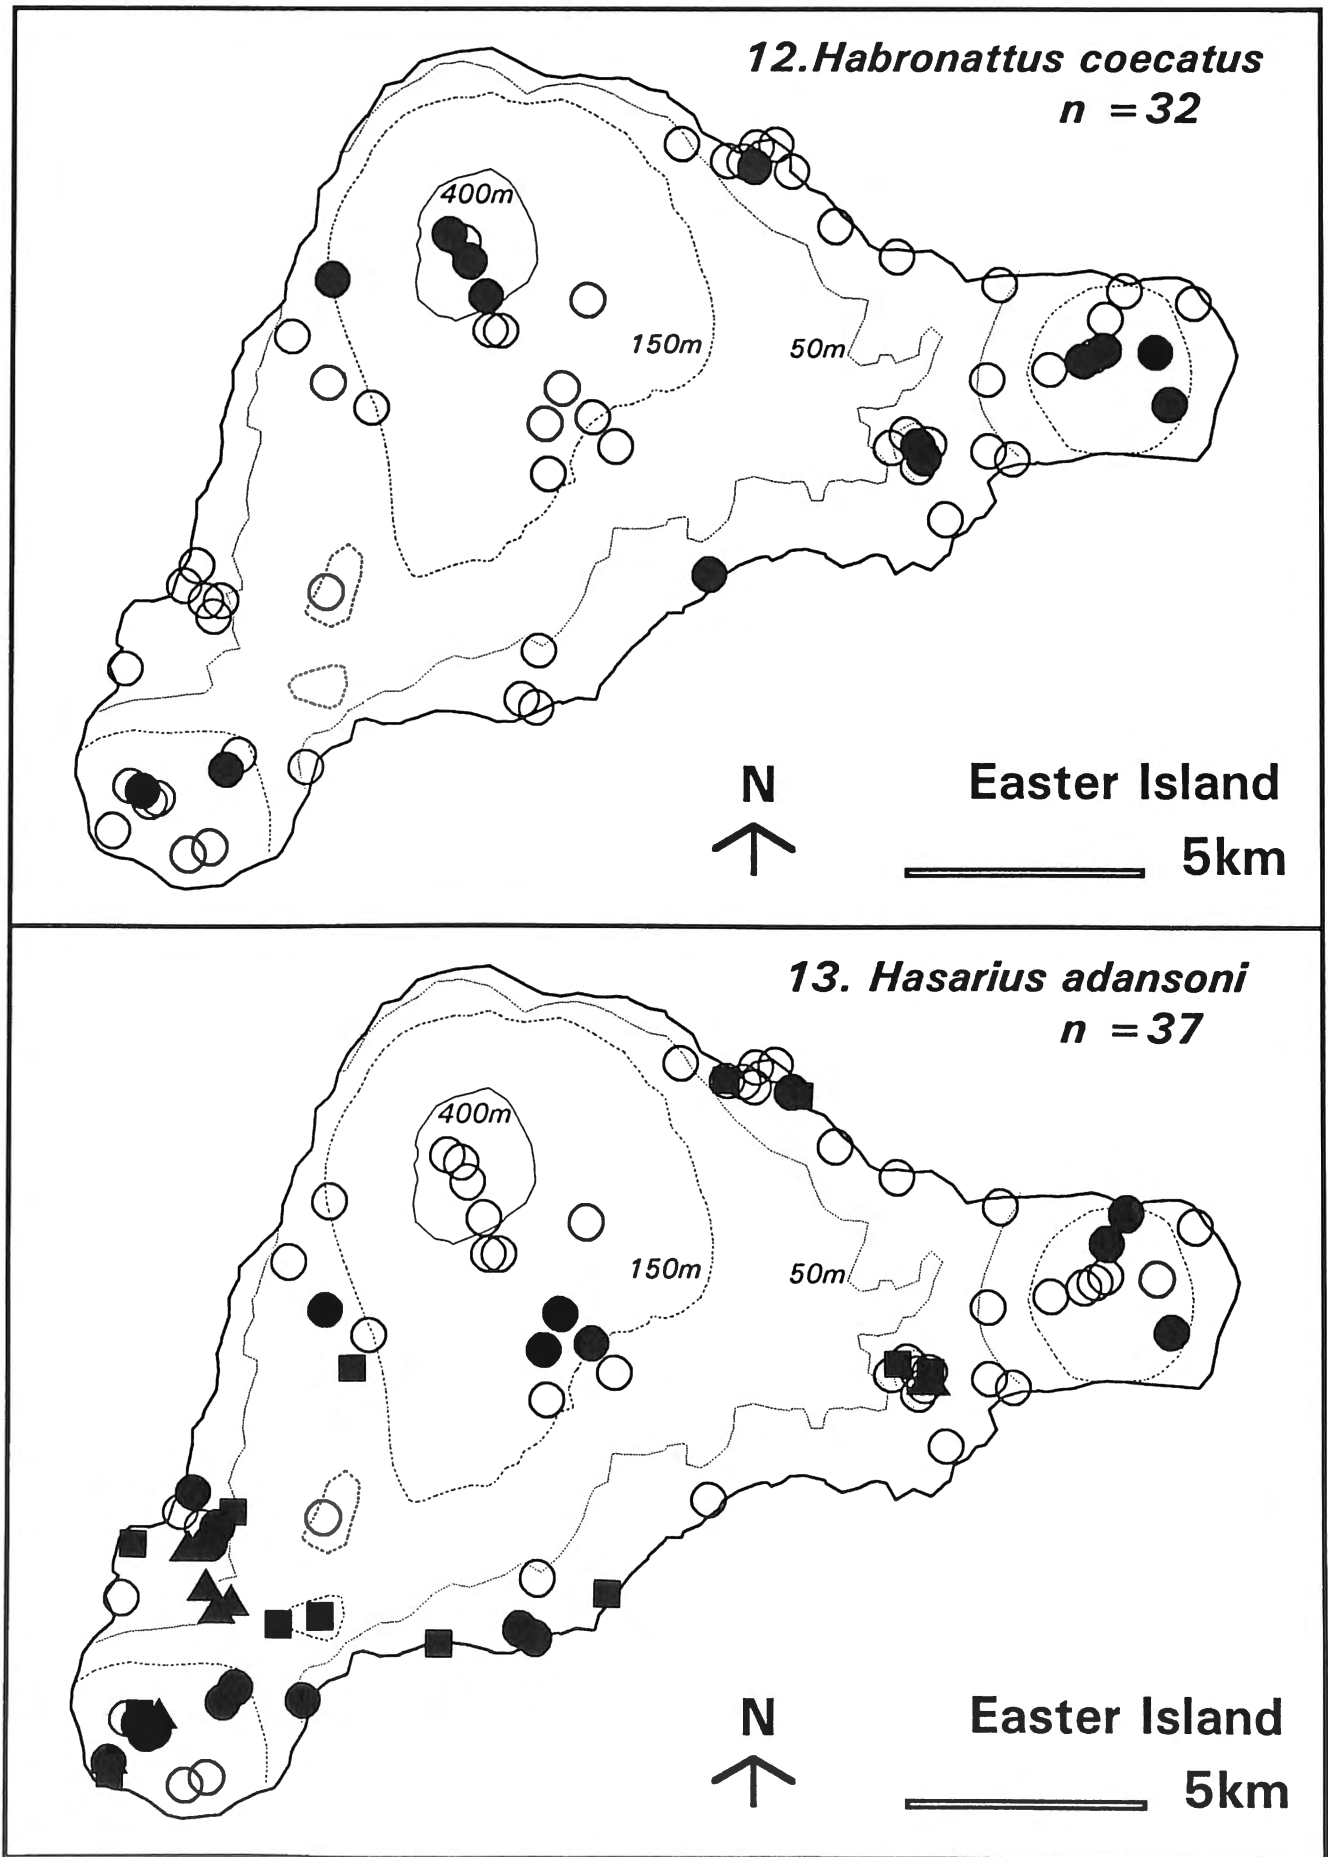 12.Habronattus coecatus
n =32
400m
150m
50m
N
Easter Island
5km
13. Hasarius adansoni
n =37
400m
150m
50m
N
Easter Island
5km